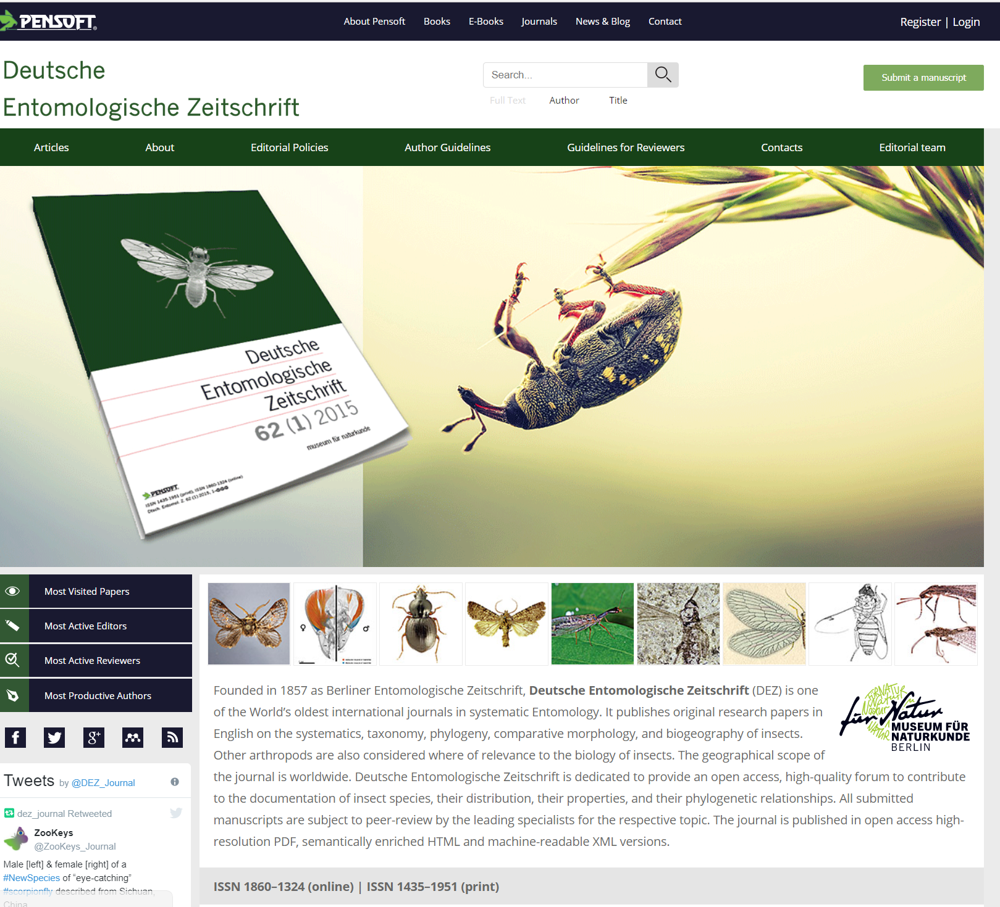 PENSOFT
About Pensoft Books E-Books Journals News & Blog Contact
Register | Login
Deutsche
Entomologische Zeitschrift
Search...
Full Text Author Title
Submit a manuscript
Articles About Editorial Policies Author Guidelines Guidelines for Reviewers Contacts Editorial team
Deutsche
Entomologische
Zeitschrift
62 (1) 2015
museum für naturkunde
PENSOFT.
ISSN 1435-1951 (print), ISSN 1860-1324 (online)
Dtsch. Entomol. Z. 62 (1) 2015,
Most Visited Papers
Most Active Editors
Most Active Reviewers
Most Productive Authors
Tweets by @DEZ_Journal
dez_journal Retweeted
ZooKeys
@ZooKeys_Journal
Male [left] & female [right] of a
#NewSpecies of “eye-catching”
#scorpionfly described from Sichuan,
China
♀ ♂
Founded in 1857 as Berliner Entomologische Zeitschrift, Deutsche Entomologische Zeitschrift (DEZ) is one
of the World’s oldest international journals in systematic Entomology. It publishes original research papers in
English on the systematics, taxonomy, phylogeny, comparative morphology, and biogeography of insects.
Other arthropods are also considered where of relevance to the biology of insects. The geographical scope of
the journal is worldwide. Deutsche Entomologische Zeitschrift is dedicated to provide an open access, high-quality forum to contribute
to the documentation of insect species, their distribution, their properties, and their phylogenetic relationships. All submitted
manuscripts are subject to peer-review by the leading specialists for the respective topic. The journal is published in open access high-
resolution PDF, semantically enriched HTML and machine-readable XML versions.
für Natur
MUSEUM FÜR
NATURKUNDE
BERLIN
ISSN 1860–1324 (online) | ISSN 1435–1951 (print)